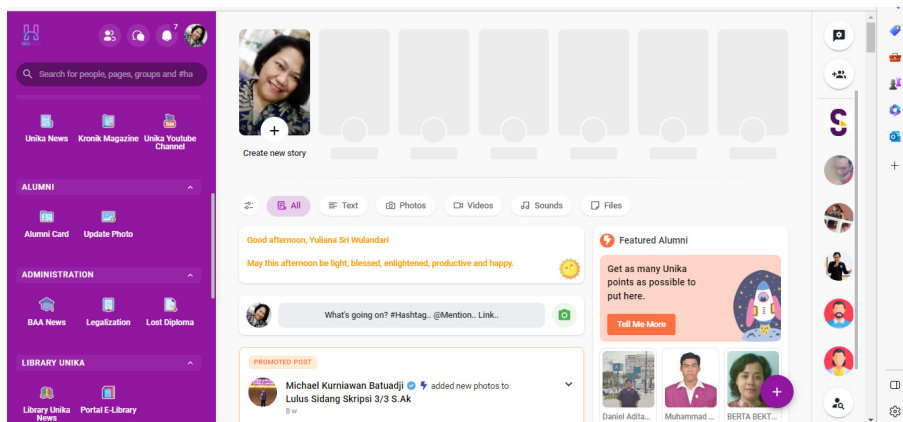 7
Search for people, pages, groups and #ha
Unika News
Kronik Magazine
Unika Youtube
Channel
ALUMNI
Alumni Card
Update Photo
ADMINISTRATION
BAA News
Legalization
Lost Diploma
LIBRARY UNIKA
Library Unika
News
Portal E-Library
Create new story
All
Text
Photos
Videos
Sounds
Files
Good afternoon, Yuliana Sri Wulandari
May this afternoon be light, blessed, enlightened, productive and happy.
What's going on? #Hashtag.. @Mention.. Link..
PROMOTED POST
Michael Kurniawan Batuadji added new photos to
Lulus Sidang Skripsi 3/3 S.Ak
8 w
Featured Alumni
Get as many Unika
points as possible to
put here.
Tell Me More
Daniel Adita...
Muhammad ...
BERTA BEKT...